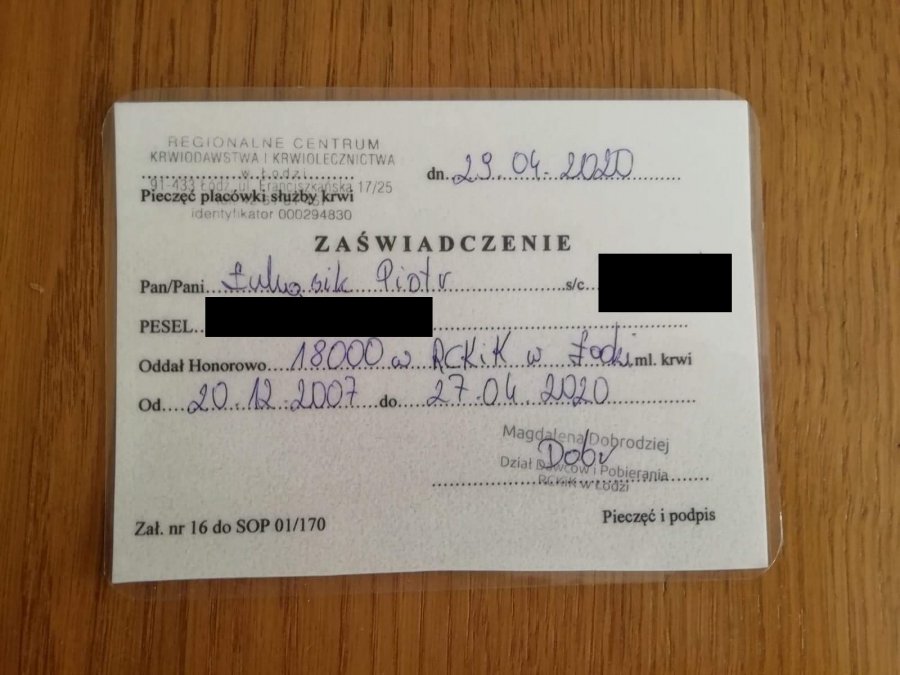 REGIONALNE CENTRUM
KRWIODAWSTWA I KRWIOLECZNICTWA
w Łodzi
91-433 Łódź, ul. Franciszkańska 17/25
identyfikator 000294830
Pieczęć placówki służby krwi
dn. 29.04.2020
ZAŚWIADCZENIE
Pan/Pani Łukasik Piotr s/c
PESEL
Oddał Honorowo 18000 w RCKiK w Łodzi ml. krwi
Od 20.12.2007 do 27.04.2020
Magdalena Dobrodziej
Dobr
Dział Dawców i Pobierania
RCKiK w Łodzi
Zał. nr 16 do SOP 01/170
Pieczęć i podpis